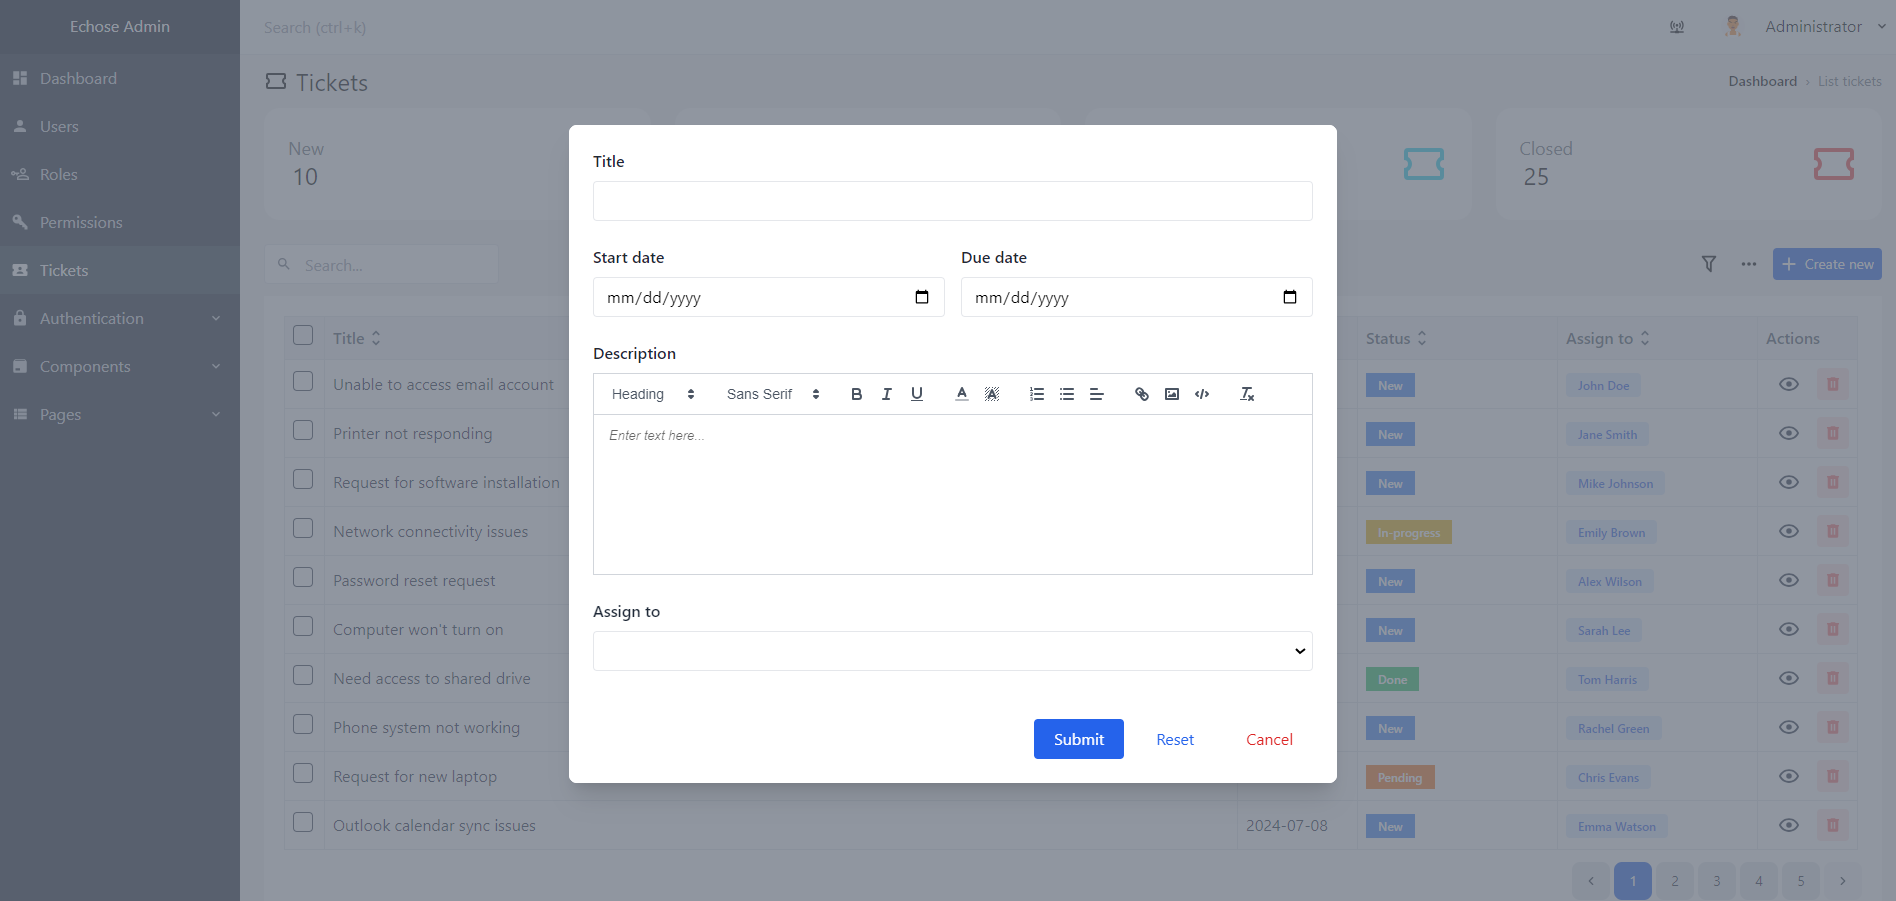 Echose Admin
Search (ctrl+k)
Administrator
Dashboard
Users
Roles
Permissions
Tickets
Authentication
Components
Pages
Tickets
Dashboard › List tickets
New
10
Closed
25
Search...
Create new
Title
Status
Assign to
Actions
Unable to access email account
New
John Doe
Printer not responding
New
Jane Smith
Request for software installation
New
Mike Johnson
Network connectivity issues
In-progress
Emily Brown
Password reset request
New
Alex Wilson
Computer won't turn on
New
Sarah Lee
Need access to shared drive
Done
Tom Harris
Phone system not working
New
Rachel Green
Request for new laptop
Pending
Chris Evans
Outlook calendar sync issues
2024-07-08
New
Emma Watson
1 2 3 4 5
Title
Start date
Due date
mm/dd/yyyy
mm/dd/yyyy
Description
Heading
Sans Serif
B I U A A
Enter text here...
Assign to
Submit
Reset
Cancel